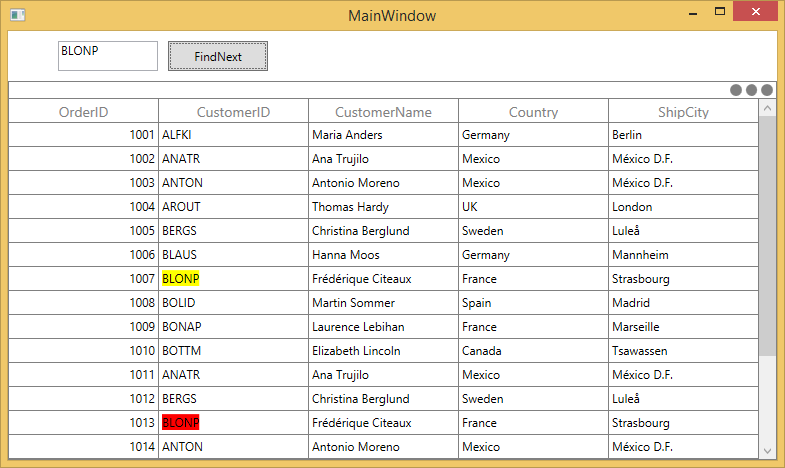 MainWindow
BLONP FindNext
OrderID CustomerID CustomerName Country ShipCity
1001 ALFKI Maria Anders Germany Berlin
1002 ANATR Ana Trujilo Mexico México D.F.
1003 ANTON Antonio Moreno Mexico México D.F.
1004 AROUT Thomas Hardy UK London
1005 BERGS Christina Berglund Sweden Luleå
1006 BLAUS Hanna Moos Germany Mannheim
1007 BLONP Frédérique Citeaux France Strasbourg
1008 BOLID Martin Sommer Spain Madrid
1009 BONAP Laurence Lebihan France Marseille
1010 BOTTM Elizabeth Lincoln Canada Tsawassen
1011 ANATR Ana Trujilo Mexico México D.F.
1012 BERGS Christina Berglund Sweden Luleå
1013 BLONP Frédérique Citeaux France Strasbourg
1014 ANTON Antonio Moreno Mexico México D.F.